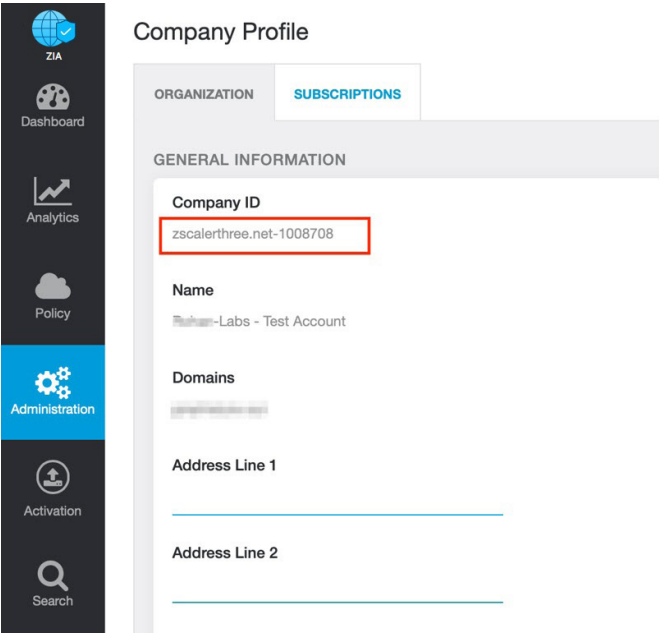 ZIA
Dashboard
Analytics
Policy
Administration
Activation
Search
Company Profile
ORGANIZATION
SUBSCRIPTIONS
GENERAL INFORMATION
Company ID
zscalerthree.net-1008708
Name
-Labs - Test Account
Domains
Address Line 1
Address Line 2